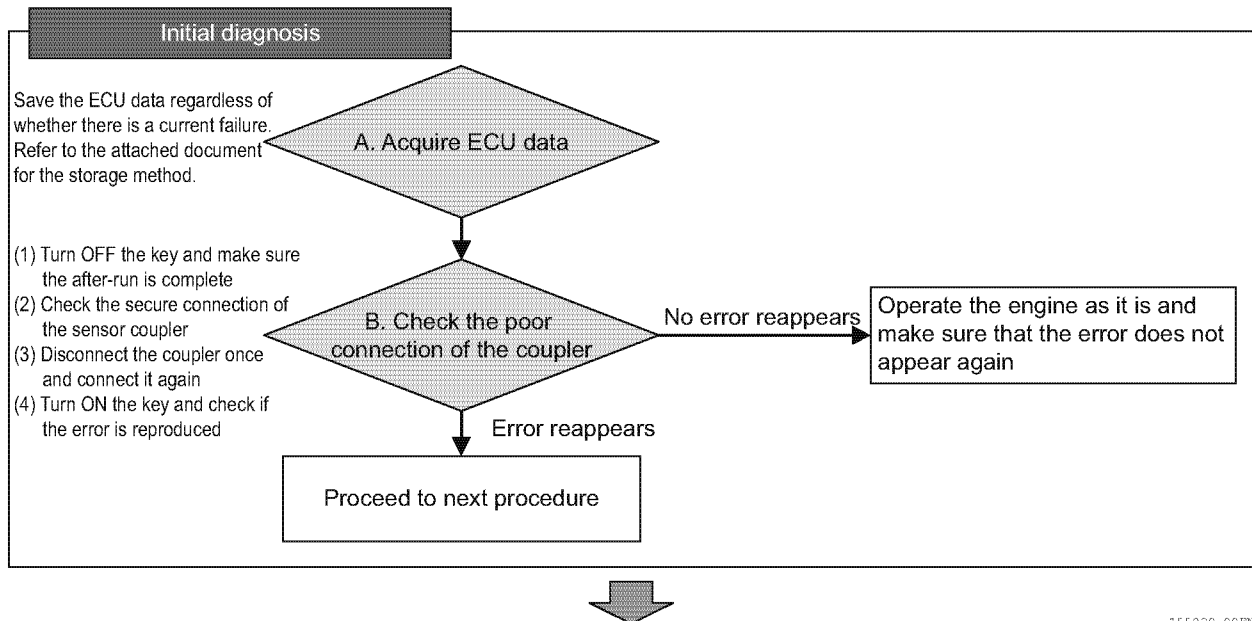 Initial diagnosis
Save the ECU data regardless of
whether there is a current failure.
Refer to the attached document
for the storage method.
A. Acquire ECU data
(1) Turn OFF the key and make sure
the after-run is complete
(2) Check the secure connection of
the sensor coupler
(3) Disconnect the coupler once
and connect it again
(4) Turn ON the key and check if
the error is reproduced
B. Check the poor
connection of the coupler
No error reappears
Operate the engine as it is and
make sure that the error does not
appear again
Error reappears
Proceed to next procedure